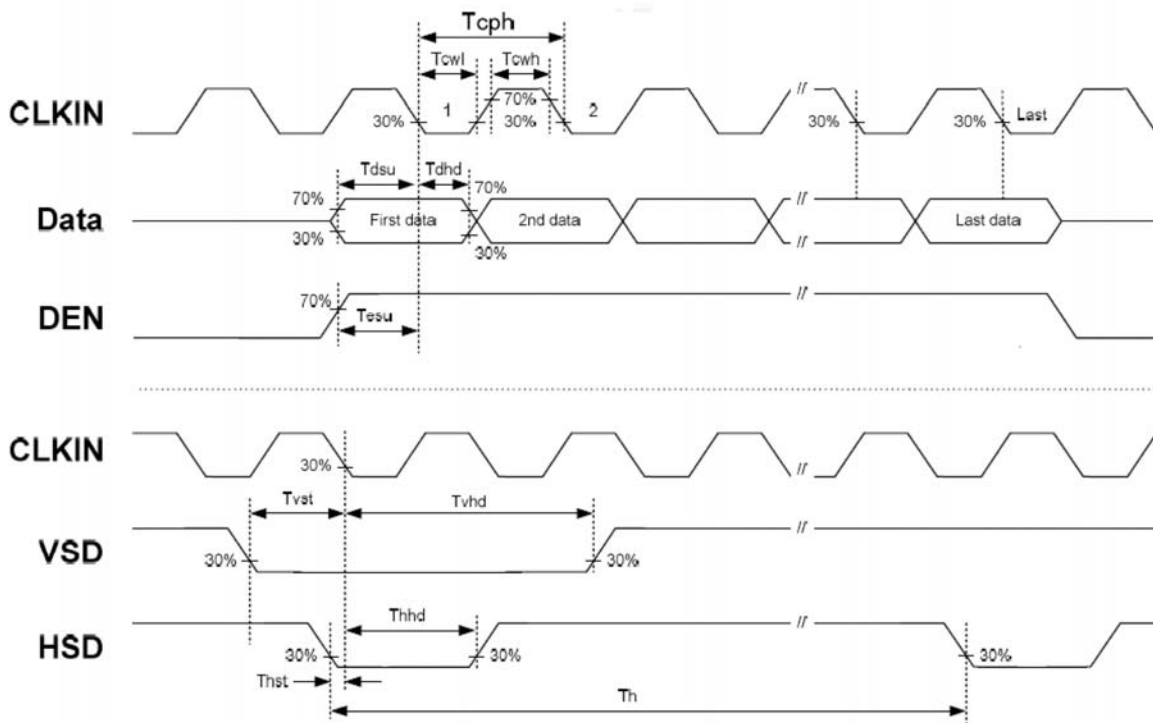 Tcph
Tcwl Tcwh
CLKIN 30% 1 70% 30% 2 30% 30% Last
Tdsu Tdhd
70% 70%
Data First data 2nd data Last data
30% 30%
DEN 70%
Tesu
CLKIN 30%
Tvst Tvhd
VSD 30% 30%
Thhd
HSD 30% 30% 30%
Thst
Th